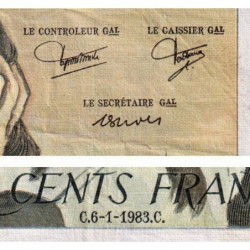 LE CONTROLEUR GAL LE CAISSIER GAL
LE SECRÉTAIRE GAL
CENTS FRAN
C.6-1-1983.C.